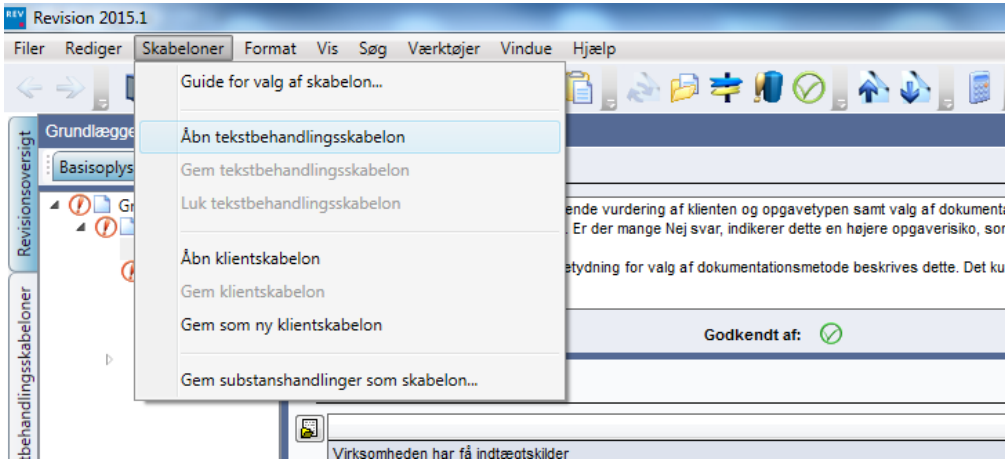 REV Revision 2015.1
Filer Rediger Skabeloner Format Vis Søg Værktøjer Vindue Hjælp
Guide for valg af skabelon...
Åbn tekstbehandlingsskabelon
Gem tekstbehandlingsskabelon
Luk tekstbehandlingsskabelon
Åbn klientskabelon
Gem klientskabelon
Gem som ny klientskabelon
Gem substanshandlinger som skabelon...
Revisionsoversigt
tbehandlingsskabeloner
Grundlægge
Basisoplys
Gr
ende vurdering af klienten og opgavetypen samt valg af dokumenta
. Er der mange Nej svar, indikerer dette en højere opgaverisiko, so
etydning for valg af dokumentationsmetode beskrives dette. Det ku
Godkendt af:
Virksomheden har få indtægtskilder